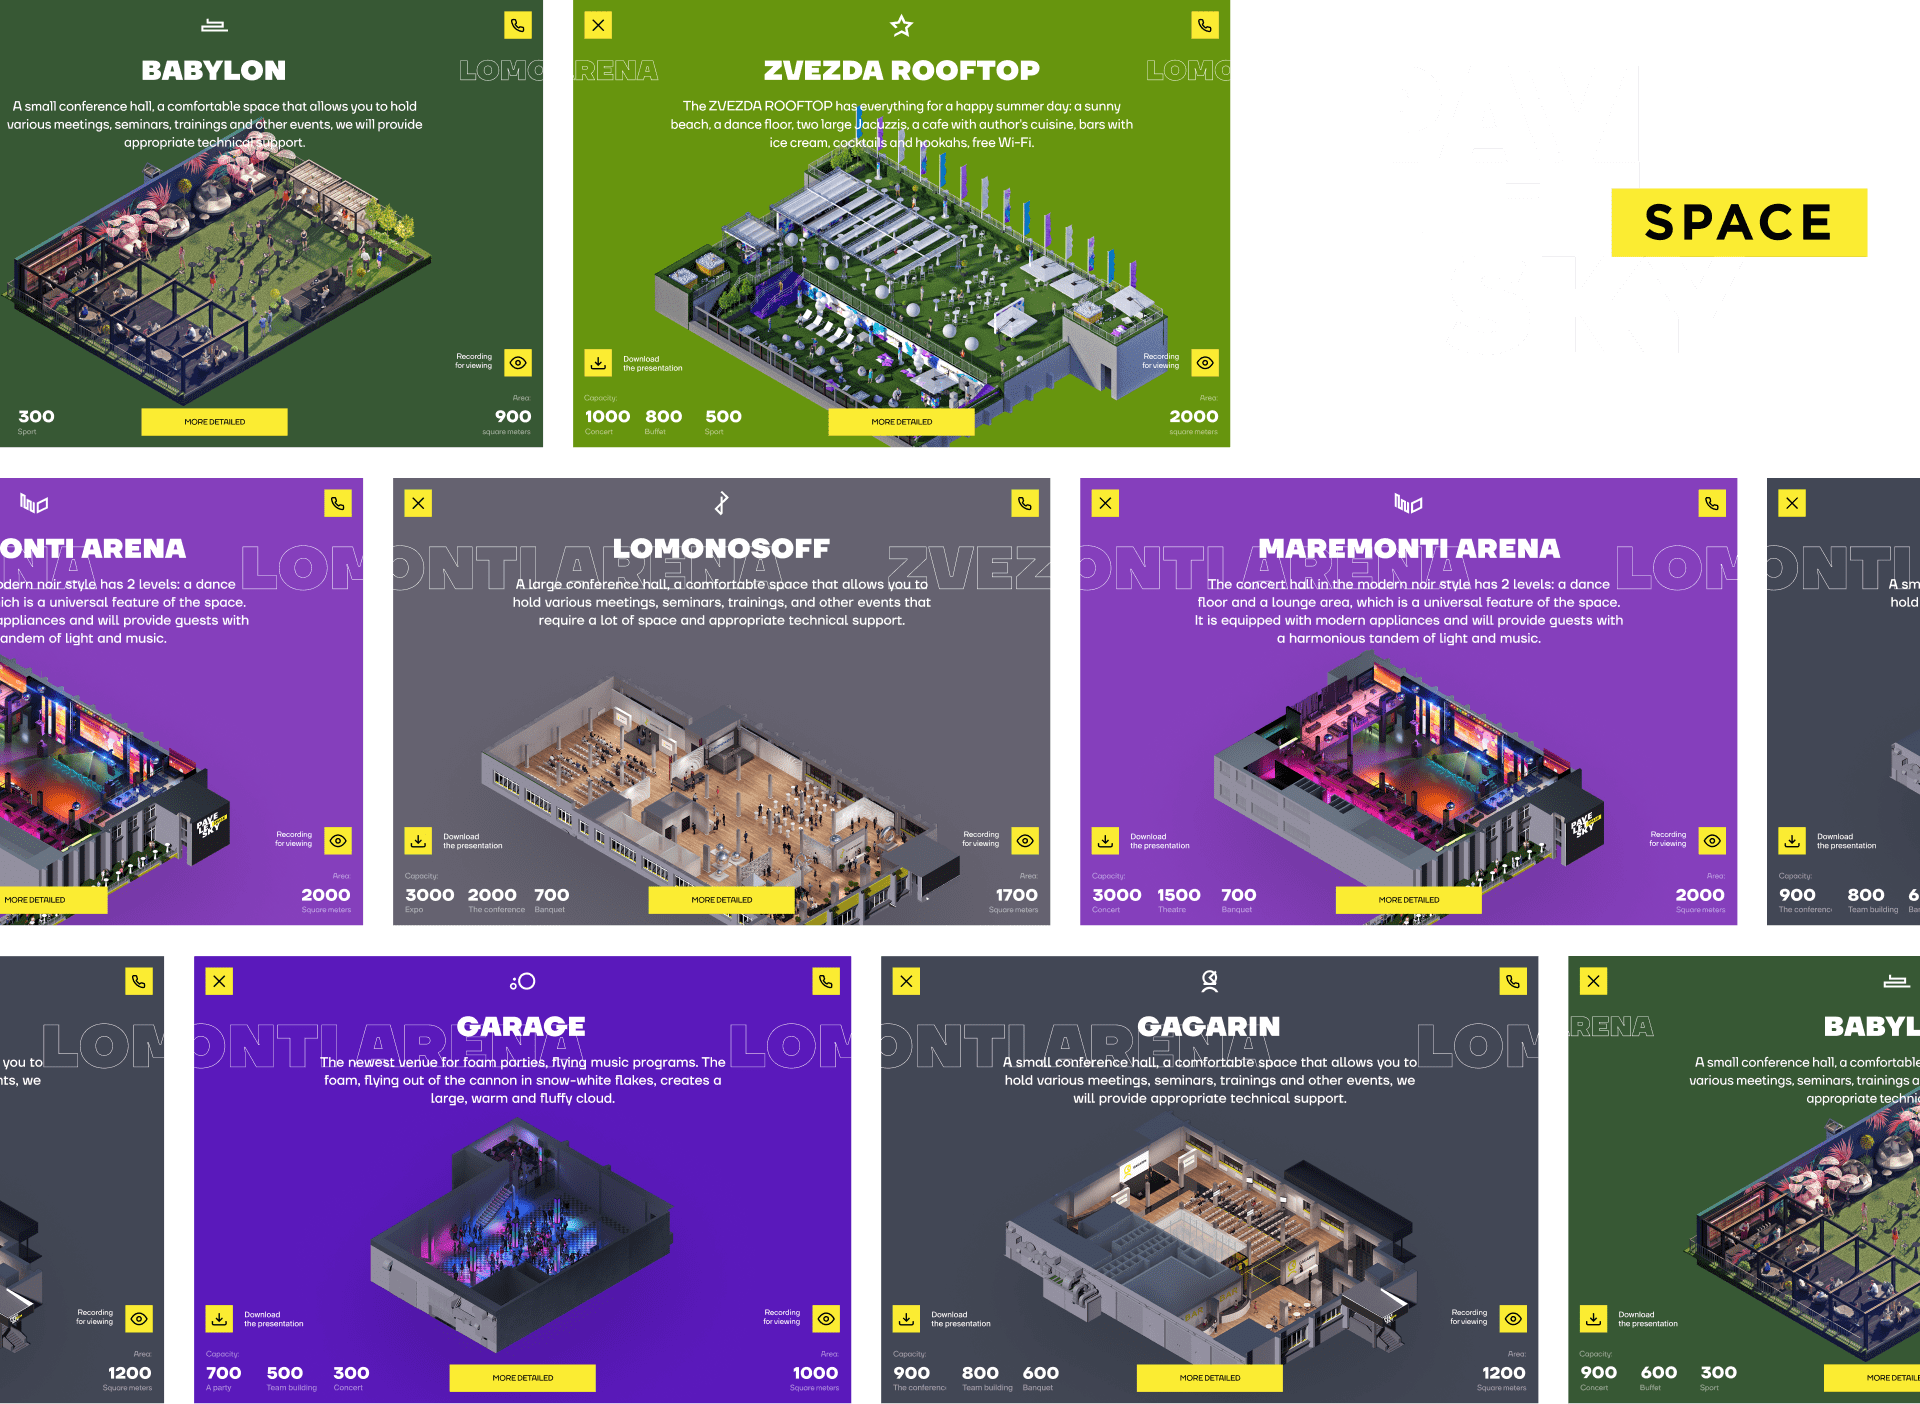 BABYLON
LOMO
A small conference hall, a comfortable space that allows you to hold
various meetings, seminars, trainings and other events, we will provide
appropriate technical support.
Recording
for viewing
300
Sport
MORE DETAILED
Area:
900
square meters
ZVEZDA ROOFTOP
RENA
LOMO
The ZVEZDA ROOFTOP has everything for a happy summer day: a sunny
beach, a dance floor, two large Jacuzzis, a cafe with author's cuisine, bars with
ice cream, cocktails and hookahs, free Wi-Fi.
Download
the presentation
Recording
for viewing
Capacity:
1000 800 500
Concert Buffet Sport
MORE DETAILED
Area:
2000
square meters
SPACE
ONTI ARENA
NA
LOM
odern noir style has 2 levels: a dance
ich is a universal feature of the space.
appliances and will provide guests with
andem of light and music.
PAVE
LET
SKY
Recording
for viewing
MORE DETAILED
Area:
2000
Square meters
LOMONOSOFF
ONTI ARENA
ZVEZ
A large conference hall, a comfortable space that allows you to
hold various meetings, seminars, trainings, and other events that
require a lot of space and appropriate technical support.
Download
the presentation
Recording
for viewing
Capacity:
3000 2000 700
Expo The conference Banquet
MORE DETAILED
Area:
1700
Square meters
MAREMONTI ARENA
ONTI ARENA
LOM
The concert hall in the modern noir style has 2 levels: a dance
floor and a lounge area, which is a universal feature of the space.
It is equipped with modern appliances and will provide guests with
a harmonious tandem of light and music.
PAVE
LET
SKY
Download
the presentation
Recording
for viewing
Capacity:
3000 1500 700
Concert Theatre Banquet
MORE DETAILED
Area:
2000
Square meters
ONTI
A sm
hold
Download
the presentation
Capacity:
900 800 6
The conferenc Team building Ba
LOM
you to
nts, we
Recording
for viewing
Area:
1200
Square meters
GARAGE
ONTI ARENA
LOM
The newest venue for foam parties, flying music programs. The
foam, flying out of the cannon in snow-white flakes, creates a
large, warm and fluffy cloud.
Download
the presentation
Recording
for viewing
Capacity:
700 500 300
A party Team building Concert
MORE DETAILED
Area:
1000
Square meters
GAGARIN
ONTI ARENA
LOM
A small conference hall, a comfortable space that allows you to
hold various meetings, seminars, trainings and other events, we
will provide appropriate technical support.
Download
the presentation
Recording
for viewing
Capacity:
900 800 600
The conferenc Team building Banquet
MORE DETAILED
Area:
1200
Square meters
RENA
BABYL
A small conference hall, a comfortable
various meetings, seminars, trainings a
appropriate techni
Download
the presentation
Capacity:
900 600 300
Concert Buffet Sport
MORE DETAILE